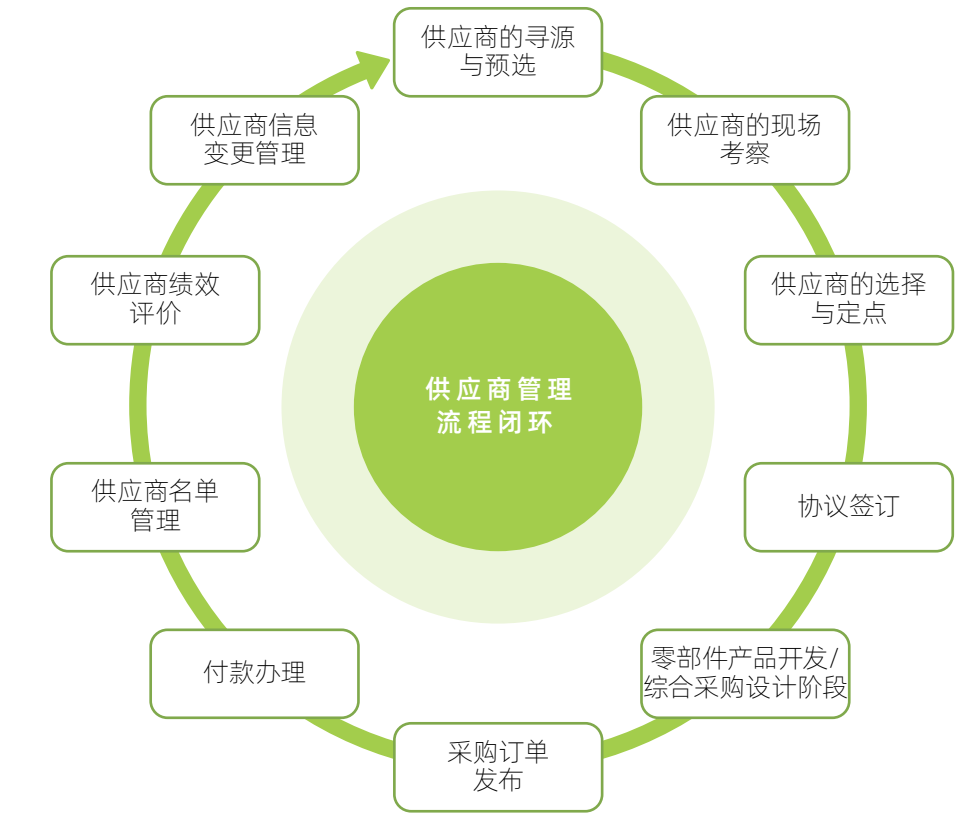 供应商的寻源
与预选
供应商的现场
考察
供应商的选择
与定点
协议签订
零部件产品开发/
综合采购设计阶段
采购订单
发布
付款办理
供应商名单
管理
供应商绩效
评价
供应商信息
变更管理
供应商管理
流程闭环